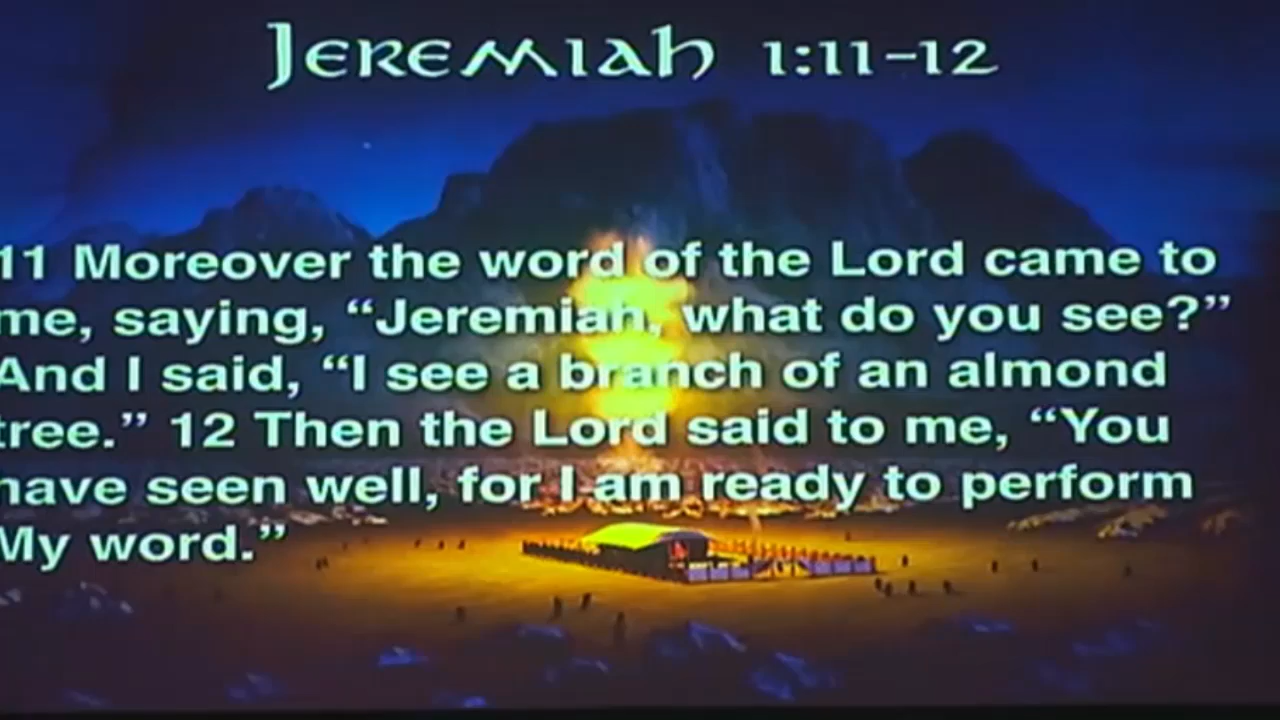 Jeremiah 1:11-12
11 Moreover the word of the Lord came to
me, saying, “Jeremiah, what do you see?”
And I said, “I see a branch of an almond
tree.” 12 Then the Lord said to me, “You
have seen well, for I am ready to perform
My word.”